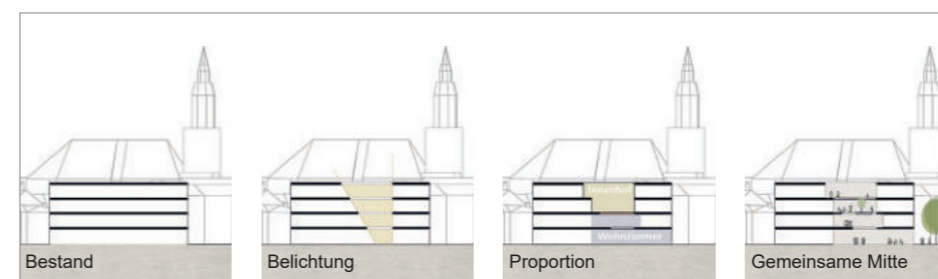 Innenhof
Wohnzimmer
Bestand
Belichtung
Proportion
Gemeinsame Mitte